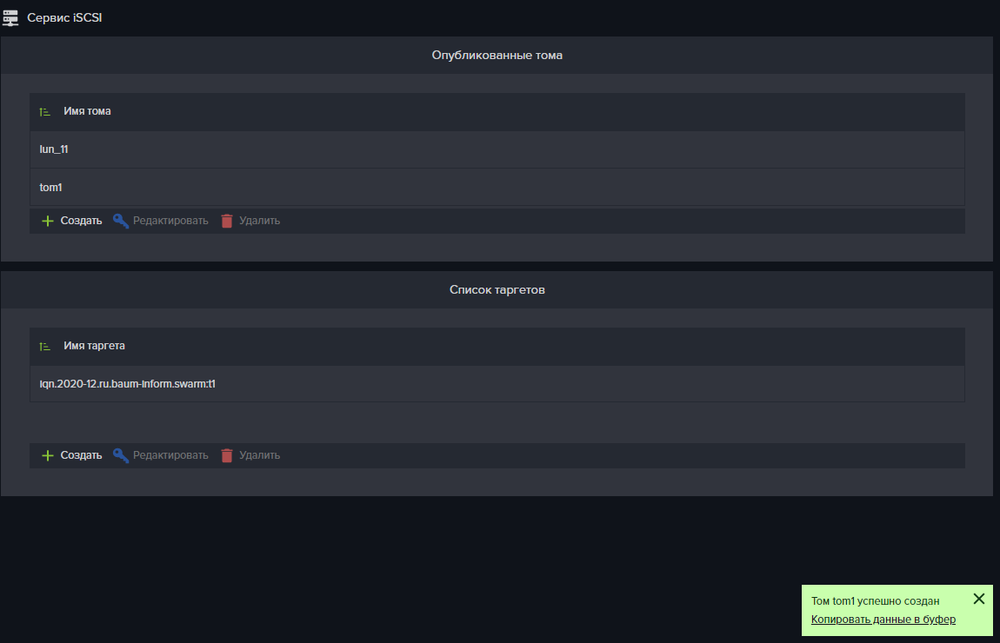 Сервис iSCSI
Опубликованные тома
Имя тома
lun_11
tom1
Создать Редактировать Удалить
Список таргетов
Имя таргета
iqn.2020-12.ru.baum-inform.swarm:t1
Создать Редактировать Удалить
Том tom1 успешно создан
Копировать данные в буфер